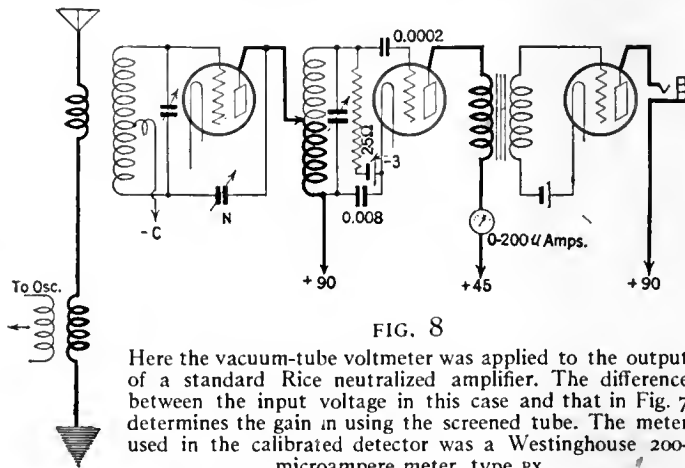 0.0002
25Ω
-3
N
-C
0.008
0-200 U Amps.
To Osc.
+90
+45
+90
FIG. 8
Here the vacuum-tube voltmeter was applied to the output
of a standard Rice neutralized amplifier. The difference
between the input voltage in this case and that in Fig. 7
determines the gain in using the screened tube. The meter
used in the calibrated detector was a Westinghouse 200-
microampere meter, type PX